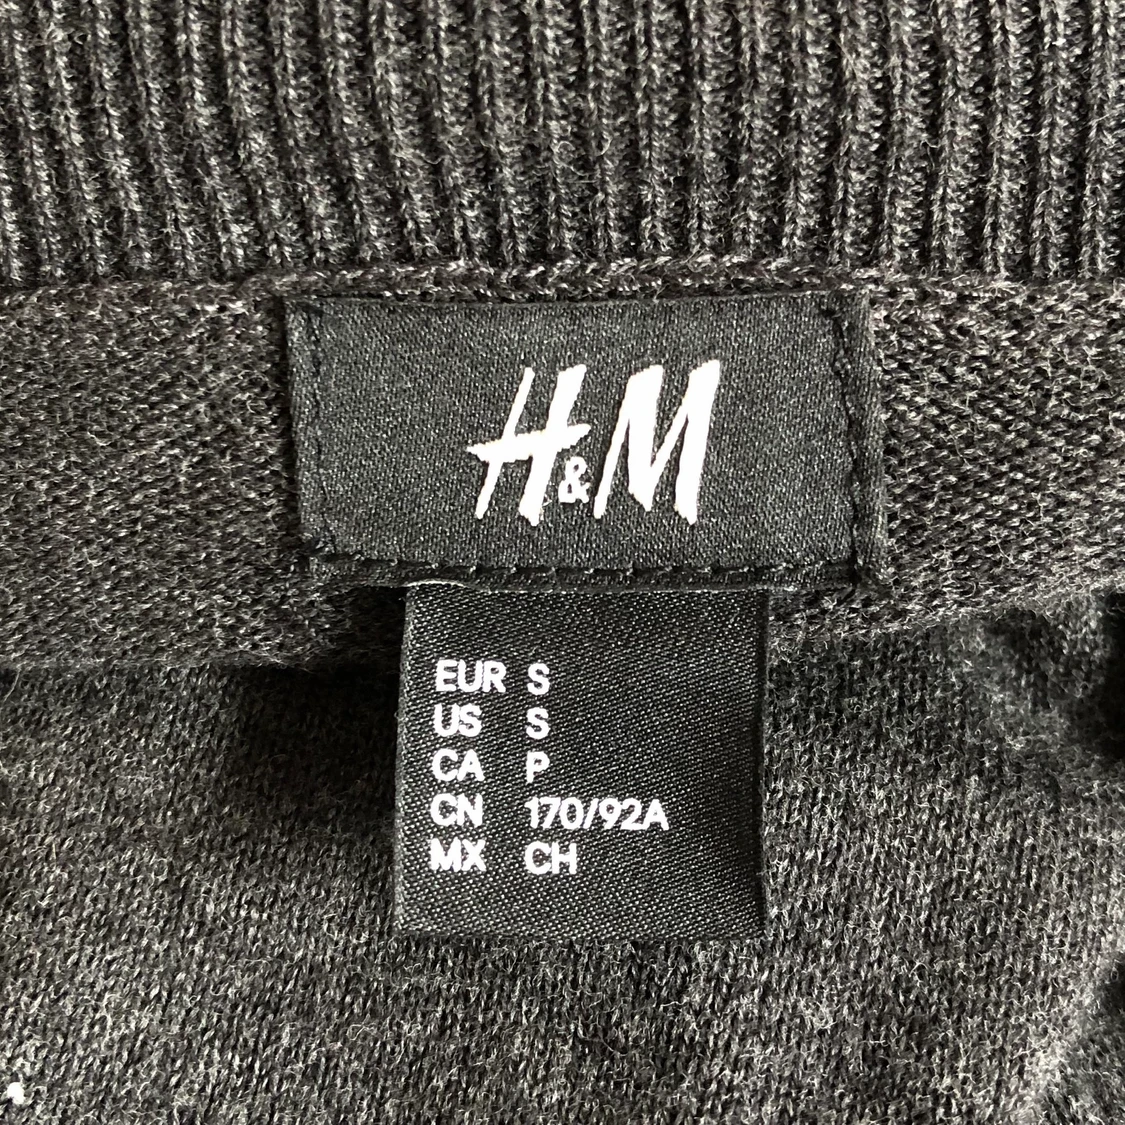 H&M
EUR S
US S
CA P
CN 170/92A
MX CH